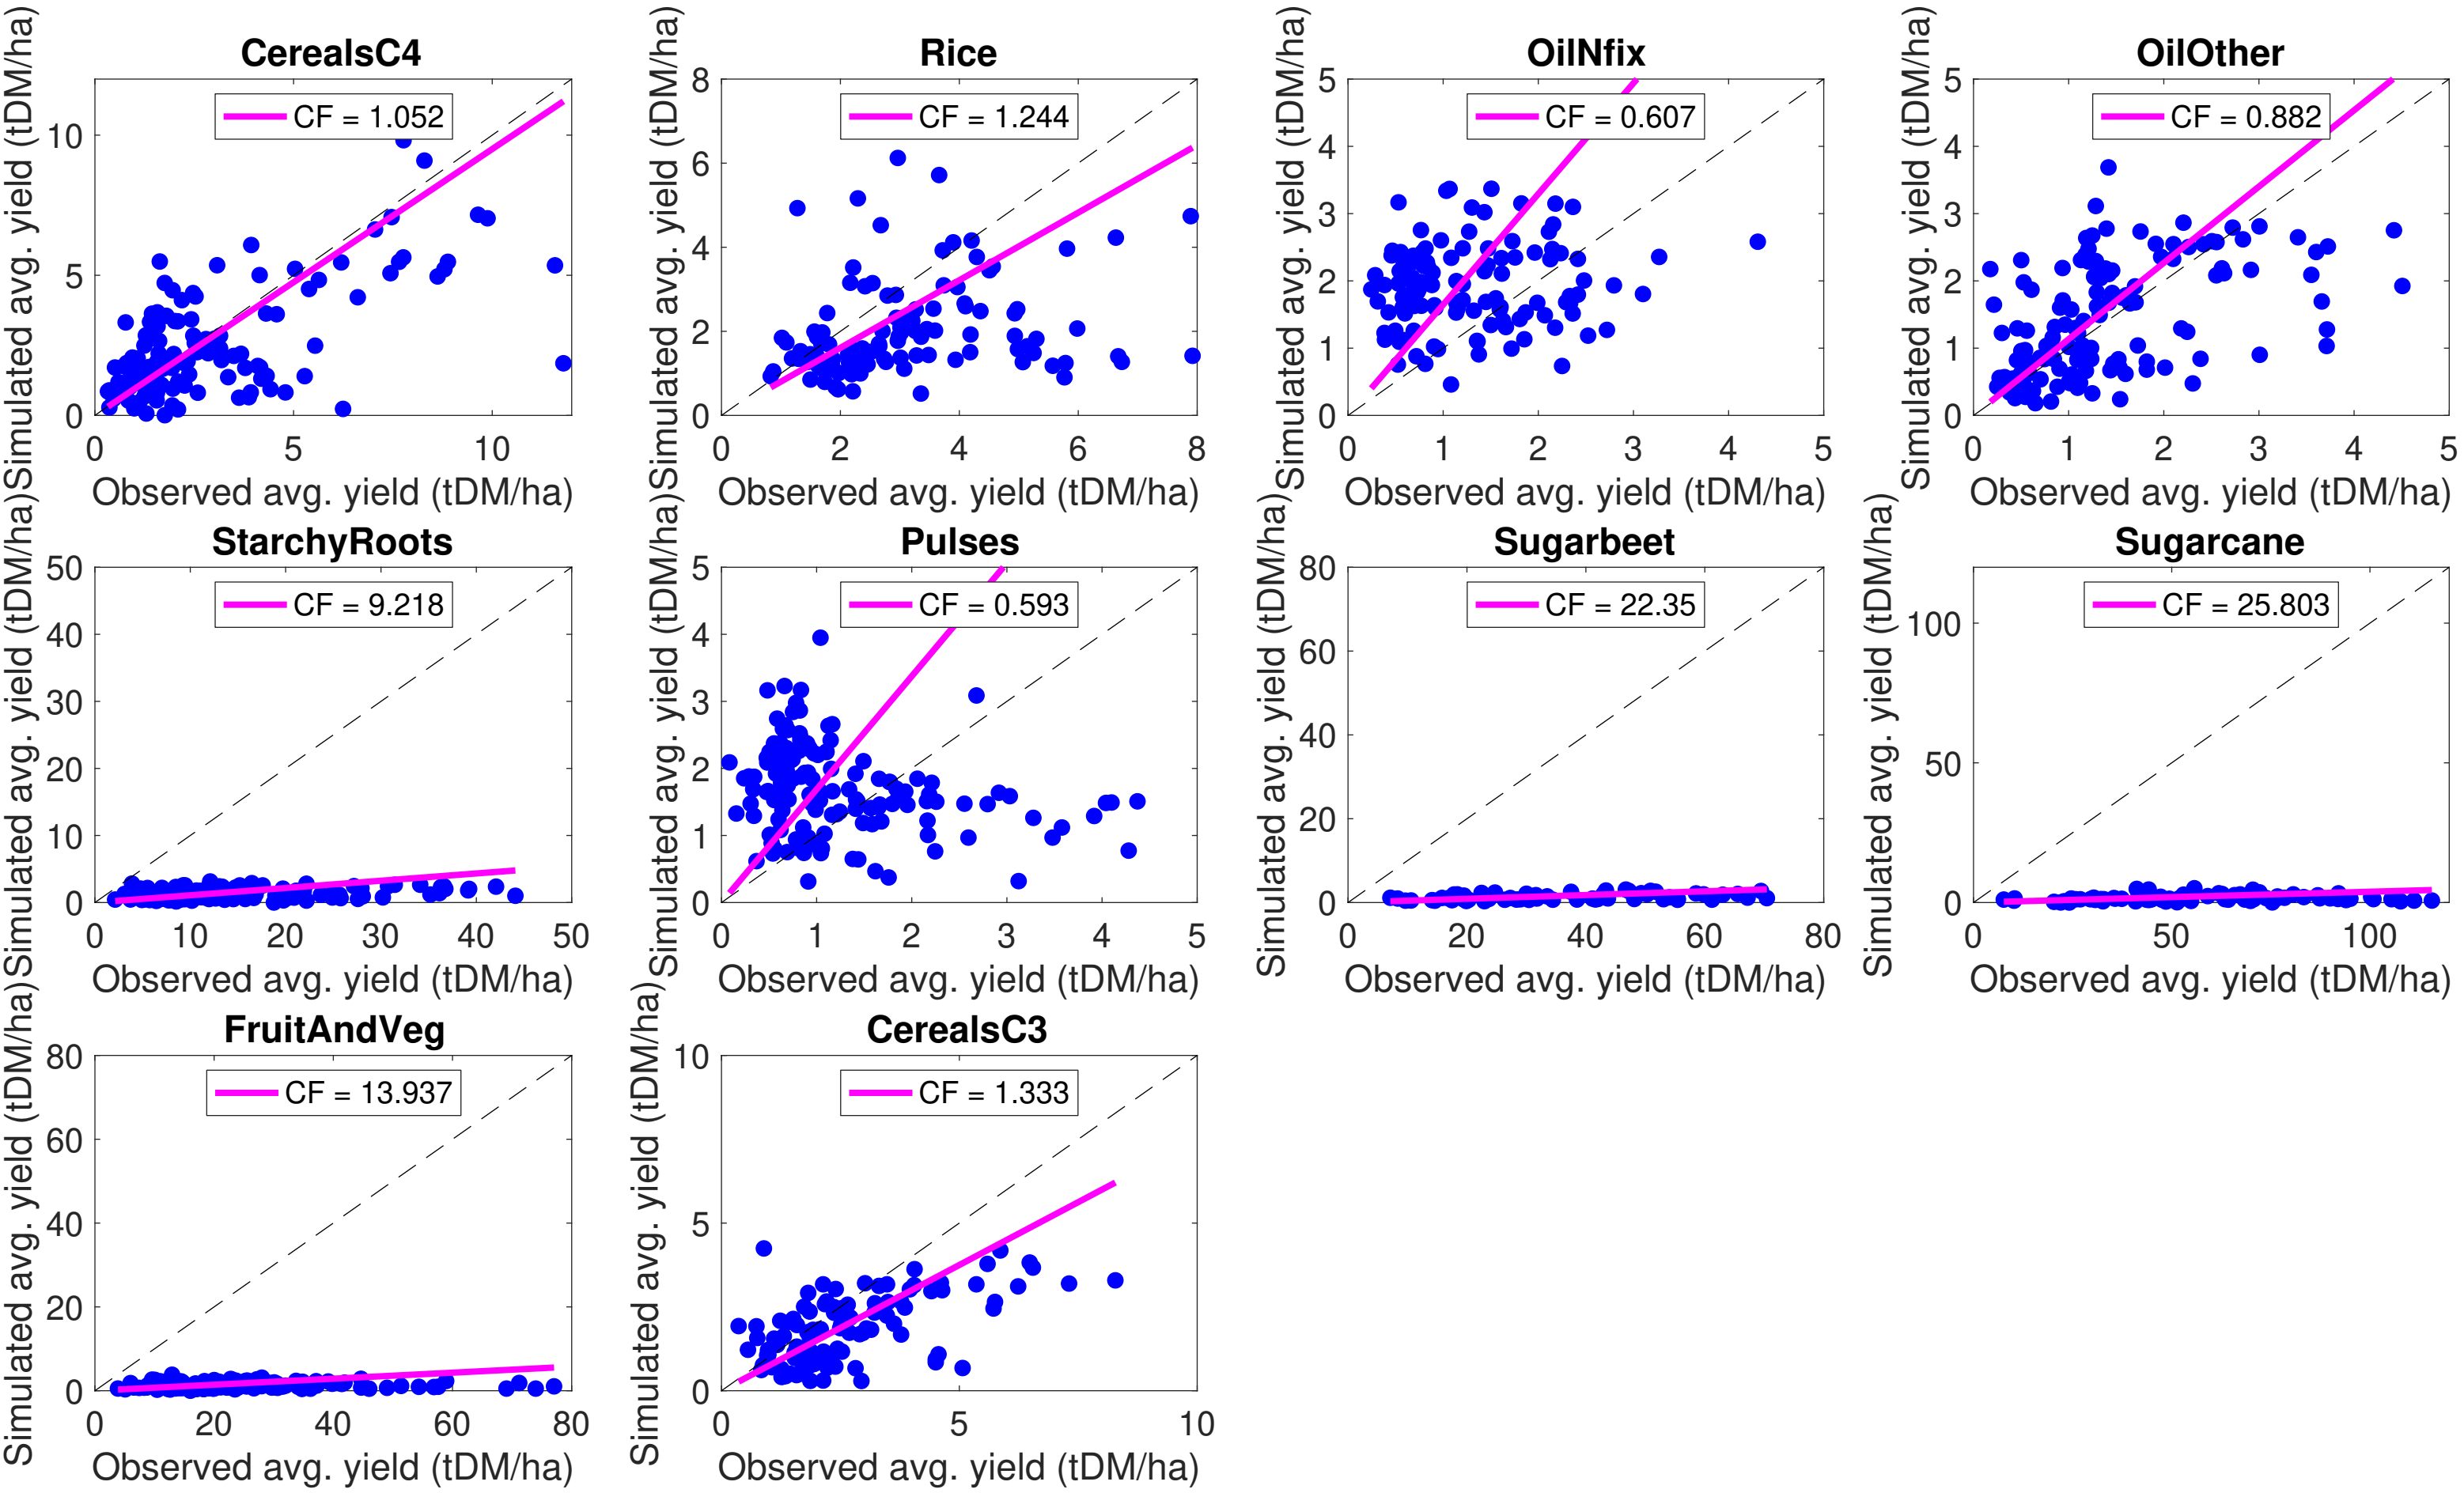 CerealsC4
CF = 1.052
Simulated avg. yield (tDM/ha)
10
5
0
0 5 10
Observed avg. yield (tDM/ha)
Rice
CF = 1.244
Simulated avg. yield (tDM/ha)
8
6
4
2
0
0 2 4 6 8
Observed avg. yield (tDM/ha)
OilNfix
CF = 0.607
Simulated avg. yield (tDM/ha)
5
4
3
2
1
0
0 1 2 3 4 5
Observed avg. yield (tDM/ha)
OilOther
CF = 0.882
Simulated avg. yield (tDM/ha)
5
4
3
2
1
0
0 1 2 3 4 5
Observed avg. yield (tDM/ha)
StarchyRoots
CF = 9.218
Simulated avg. yield (tDM/ha)
50
40
30
20
10
0
0 10 20 30 40 50
Observed avg. yield (tDM/ha)
Pulses
CF = 0.593
Simulated avg. yield (tDM/ha)
5
4
3
2
1
0
0 1 2 3 4 5
Observed avg. yield (tDM/ha)
Sugarbeet
CF = 22.35
Simulated avg. yield (tDM/ha)
80
60
40
20
0
0 20 40 60 80
Observed avg. yield (tDM/ha)
Sugarcane
CF = 25.803
Simulated avg. yield (tDM/ha)
100
50
0
0 50 100
Observed avg. yield (tDM/ha)
FruitAndVeg
CF = 13.937
Simulated avg. yield (tDM/ha)
80
60
40
20
0
0 20 40 60 80
Observed avg. yield (tDM/ha)
CerealsC3
CF = 1.333
Simulated avg. yield (tDM/ha)
10
5
0
0 5 10
Observed avg. yield (tDM/ha)